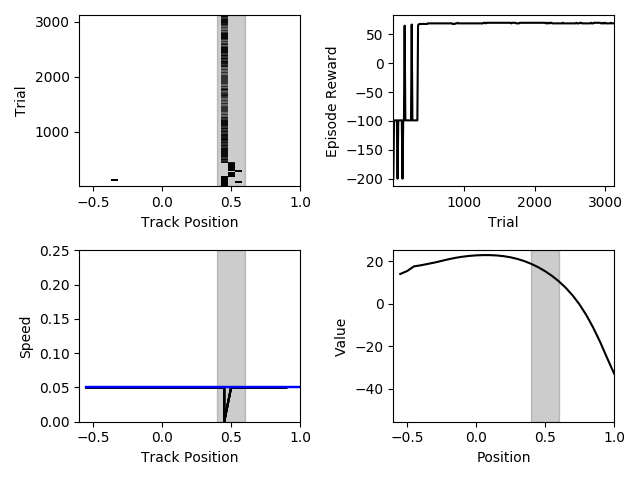 3000
2000
1000
Trial
−0.5 0.0 0.5 1.0
Track Position
50
0
−50
−100
−150
−200
Episode Reward
1000 2000 3000
Trial
0.25
0.20
0.15
0.10
0.05
0.00
Speed
−0.5 0.0 0.5 1.0
Track Position
20
0
−20
−40
Value
−0.5 0.0 0.5 1.0
Position